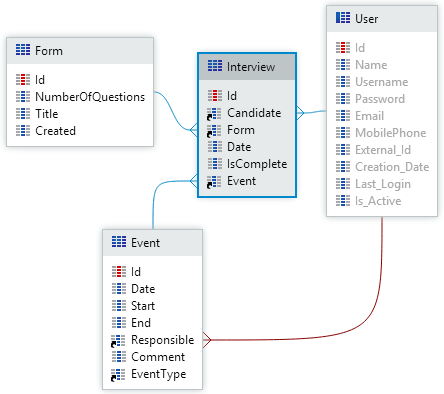 Form
Id
NumberOfQuestions
Title
Created
Interview
Id
Candidate
Form
Date
IsComplete
Event
User
Id
Name
Username
Password
Email
MobilePhone
External_Id
Creation_Date
Last_Login
Is_Active
Event
Id
Date
Start
End
Responsible
Comment
EventType